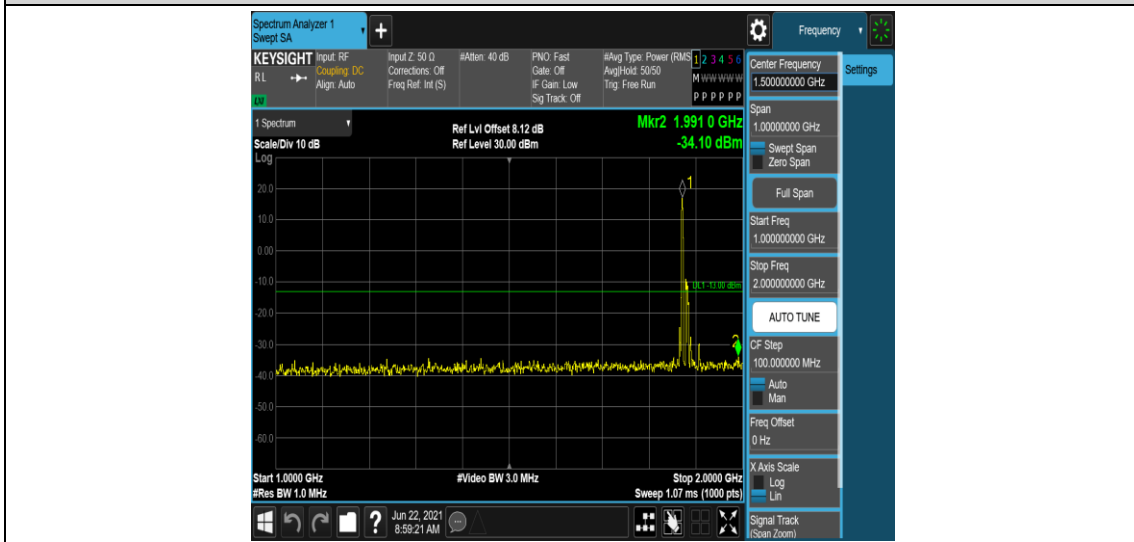 Spectrum Analyzer 1
Swept SA
+
Frequency
KEYSIGHT
RL
LXI
Input: RF
Coupling: DC
Align: Auto
Input Z: 50 Ω
Corrections: Off
Freq Ref: Int (S)
#Atten: 40 dB
PNO: Fast
Gate: Off
IF Gain: Low
Sig Track: Off
#Avg Type: Power (RMS
Avg|Hold: 50/50
Trig: Free Run
1 2 3 4 5 6
M W W W W W
P P P P P P
1 Spectrum
Scale/Div 10 dB
Log
Ref Lvl Offset 8.12 dB
Ref Level 30.00 dBm
Mkr2 1.991 0 GHz
-34.10 dBm
20.0
10.0
0.00
-10.0
-20.0
-30.0
-40.0
-50.0
-60.0
1
DL1 -13.00 dBm
2
Start 1.0000 GHz
#Res BW 1.0 MHz
#Video BW 3.0 MHz
Stop 2.0000 GHz
Sweep 1.07 ms (1000 pts)
?
Jun 22, 2021
8:59:21 AM
Center Frequency
1.500000000 GHz
Settings
Span
1.00000000 GHz
Swept Span
Zero Span
Full Span
Start Freq
1.000000000 GHz
Stop Freq
2.000000000 GHz
AUTO TUNE
CF Step
100.000000 MHz
Auto
Man
Freq Offset
0 Hz
X Axis Scale
Log
Lin
Signal Track
(Span Zoom)